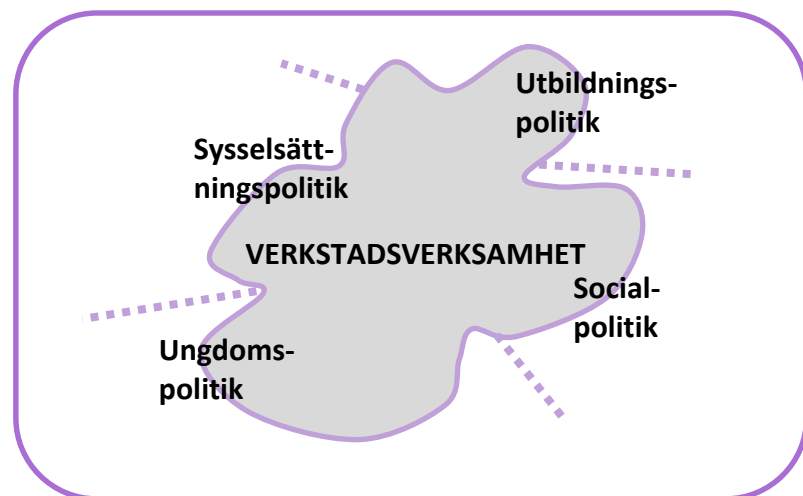 Utbildnings-
politik
Sysselsätt-
ningspolitik
VERKSTADSVERKSAMHET
Social-
politik
Ungdoms-
politik